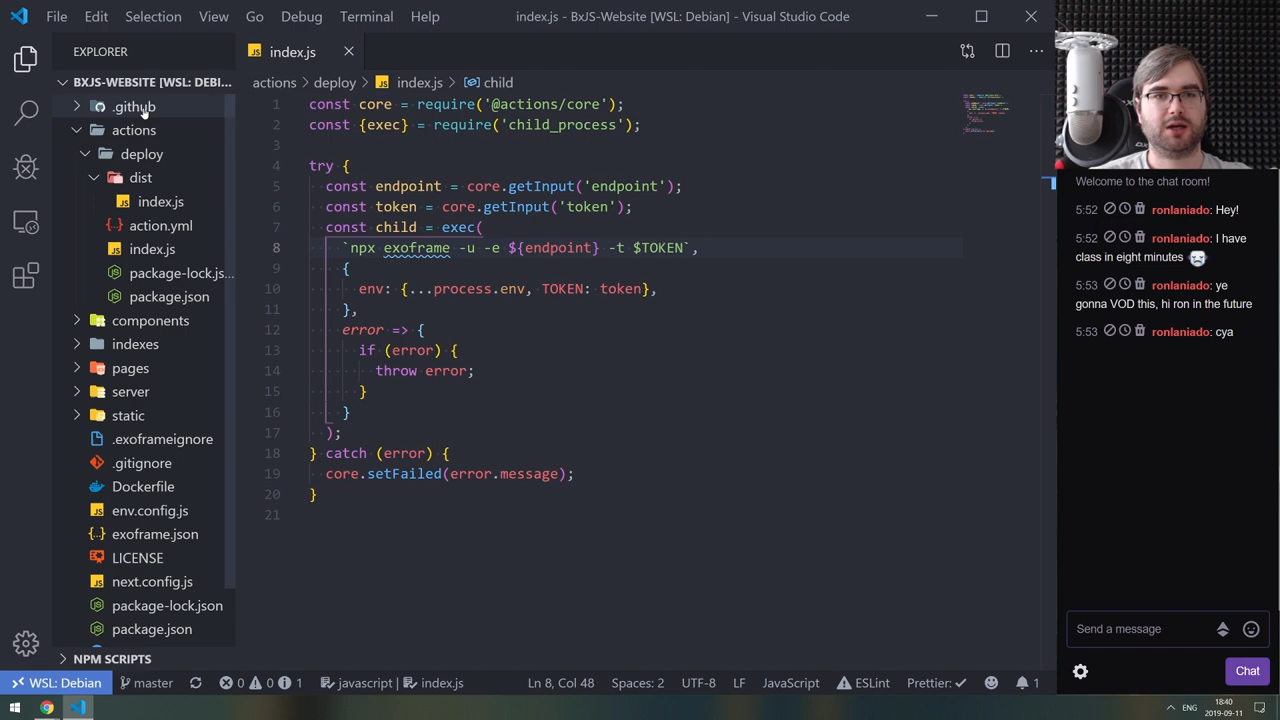 File Edit Selection View Go Debug Terminal Help
index.js - BxJS-Website [WSL: Debian] - Visual Studio Code
EXPLORER
BXJS-WEBSITE [WSL: DEBI...
.github
actions
deploy
dist
index.js
action.yml
index.js
package-lock.js...
package.json
components
indexes
pages
server
static
.exoframeignore
.gitignore
Dockerfile
env.config.js
exoframe.json
LICENSE
next.config.js
package-lock.json
package.json
NPM SCRIPTS
index.js
actions > deploy > index.js > child
1 const core = require('@actions/core');
2 const {exec} = require('child_process');
3
4 try {
5 const endpoint = core.getInput('endpoint');
6 const token = core.getInput('token');
7 const child = exec(
8 `npx exoframe -u -e ${endpoint} -t $TOKEN`,
9 {
10 env: {...process.env, TOKEN: token},
11 },
12 error => {
13 if (error) {
14 throw error;
15 }
16 }
17 );
18 } catch (error) {
19 core.setFailed(error.message);
20 }
21
WSL: Debian master 0 0 1 javascript | index.js Ln 8, Col 48 Spaces: 2 UTF-8 LF JavaScript ESLint Prettier: 1
Welcome to the chat room!
5:52 ronlaniado: Hey!
5:52 ronlaniado: I have
class in eight minutes
5:53 ronlaniado: ye
gonna VOD this, hi ron in the future
5:53 ronlaniado: cya
Send a message
Chat
ENG
18:40
2019-09-11